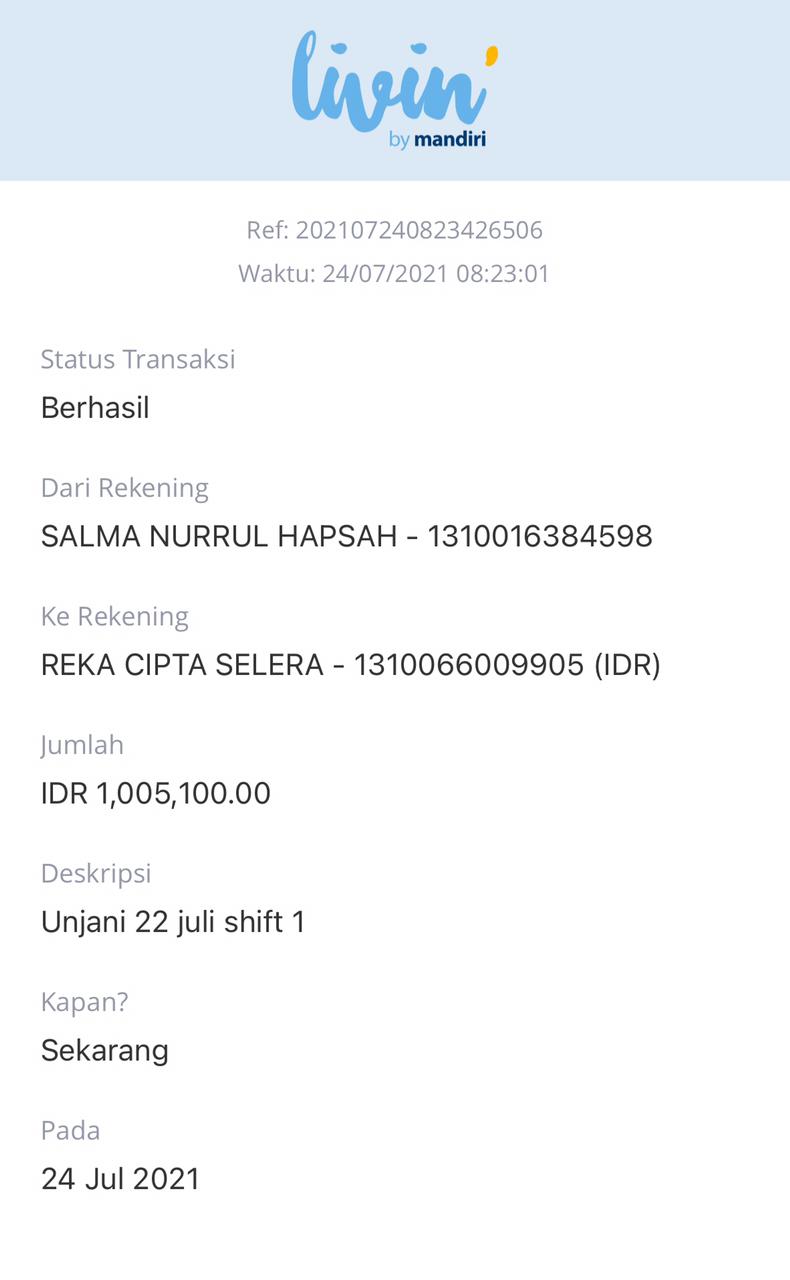 livin'
by mandiri
Ref: 202107240823426506
Waktu: 24/07/2021 08:23:01
Status Transaksi
Berhasil
Dari Rekening
SALMA NURRUL HAPSAH - 1310016384598
Ke Rekening
REKA CIPTA SELERA - 1310066009905 (IDR)
Jumlah
IDR 1,005,100.00
Deskripsi
Unjani 22 juli shift 1
Kapan?
Sekarang
Pada
24 Jul 2021